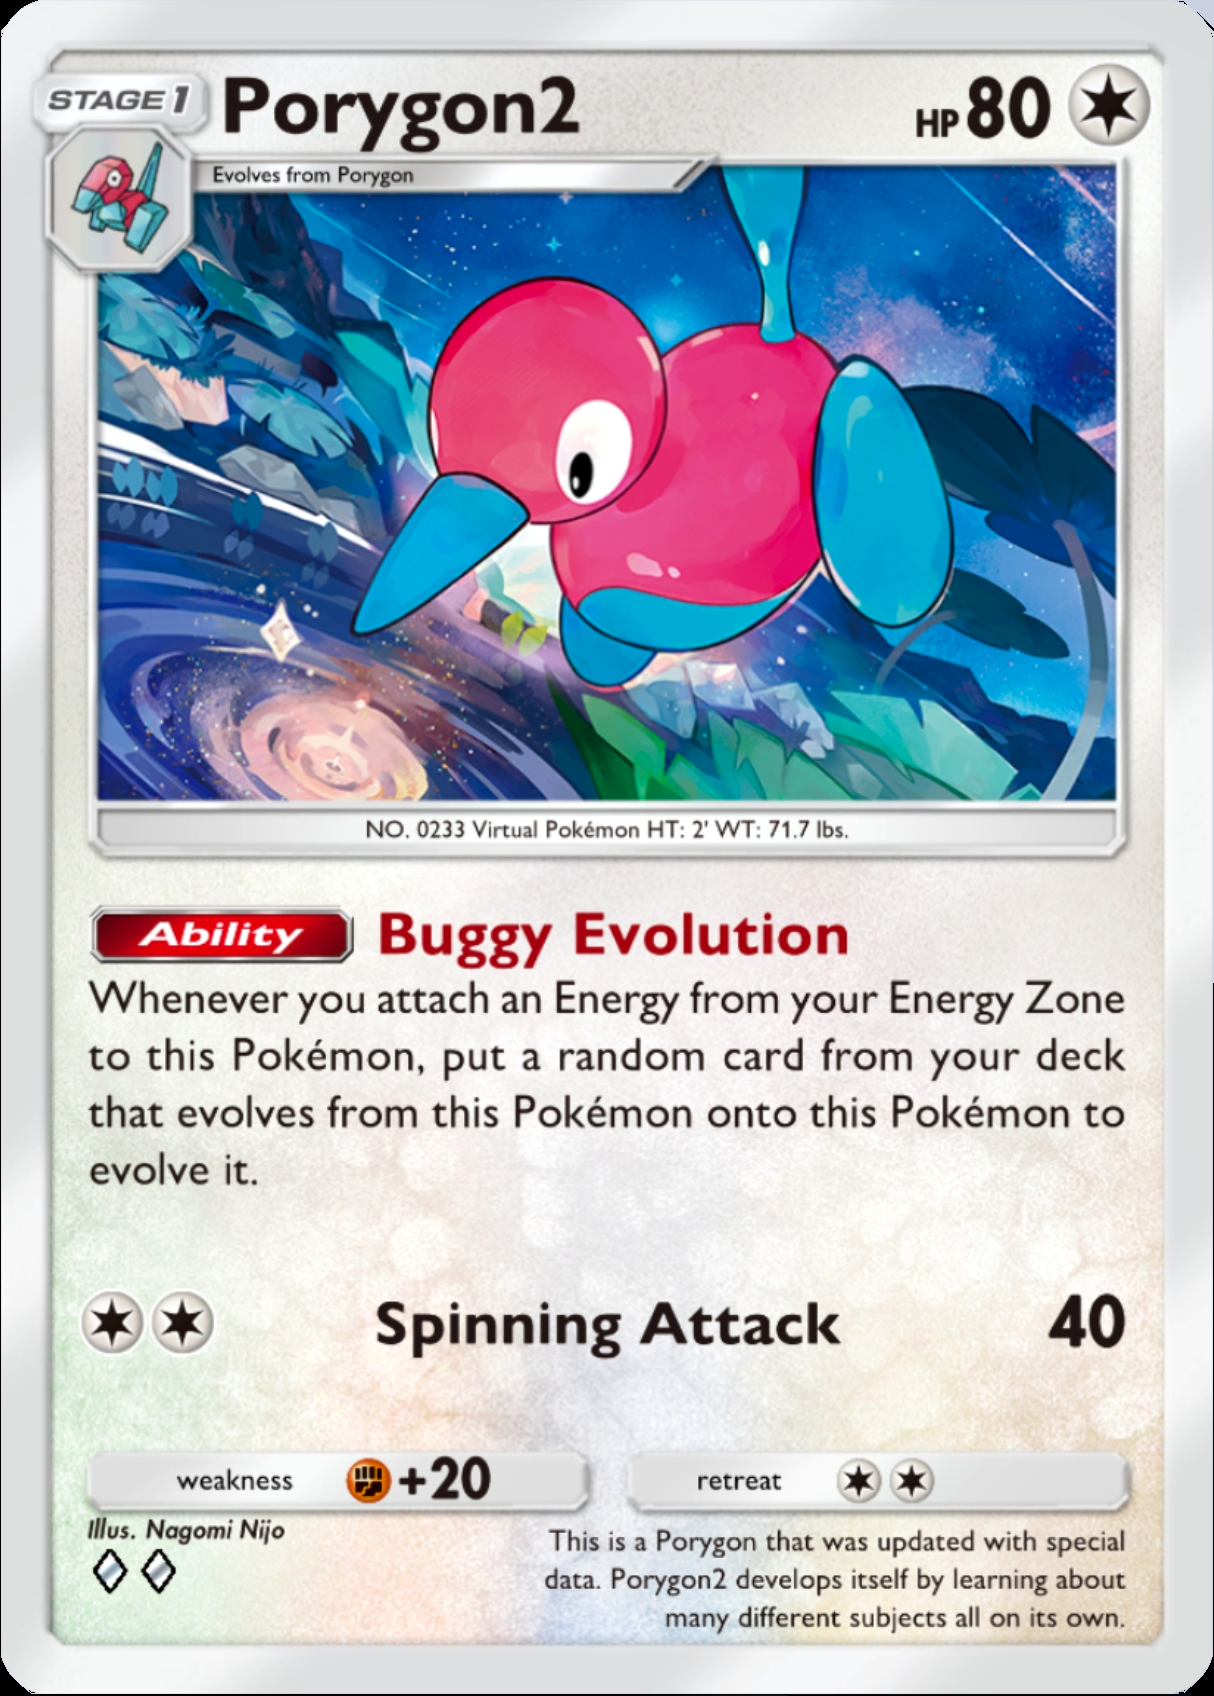 STAGE 1
Porygon2
HP 80
Evolves from Porygon
NO. 0233 Virtual Pokémon HT: 2' WT: 71.7 lbs.
Ability Buggy Evolution
Whenever you attach an Energy from your Energy Zone
to this Pokémon, put a random card from your deck
that evolves from this Pokémon onto this Pokémon to
evolve it.
Spinning Attack 40
weakness +20
retreat
Illus. Nagomi Nijo
This is a Porygon that was updated with special
data. Porygon2 develops itself by learning about
many different subjects all on its own.